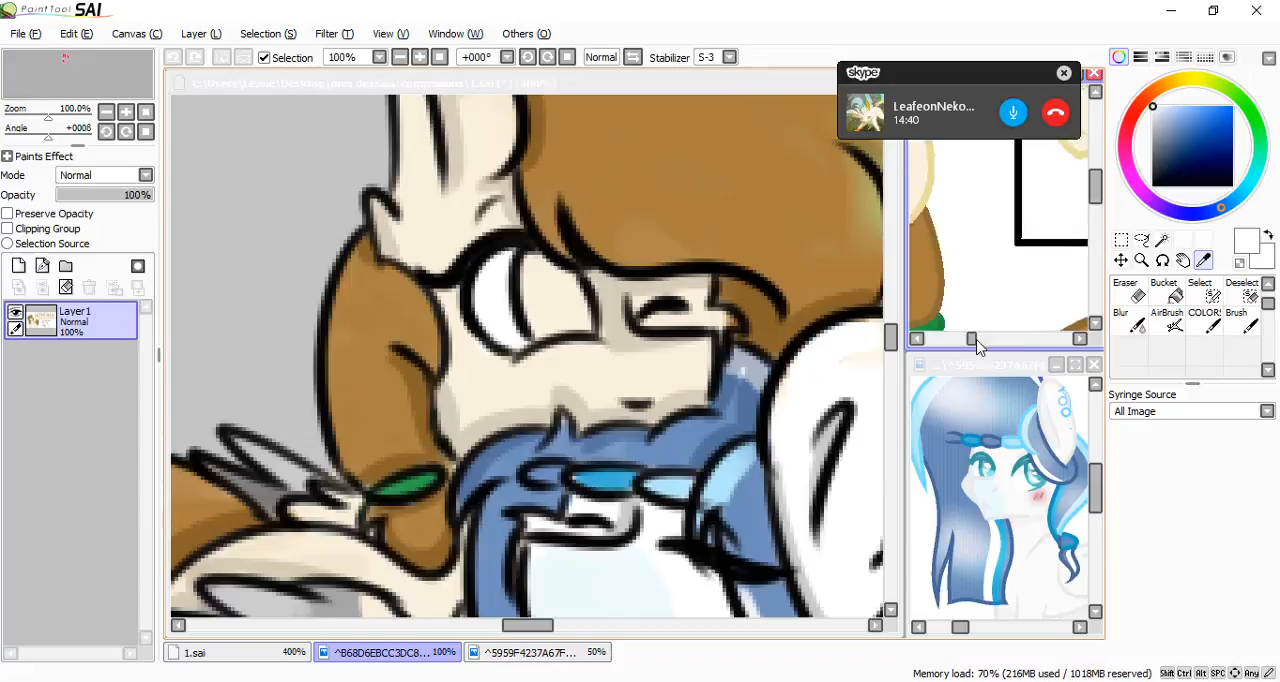 PaintTool SAI
File (F) Edit (E) Canvas (C) Layer (L) Selection (S) Filter (T) View (V) Window (W) Others (O)
Selection 100% +000° Normal Stabilizer S-3
skype
LeafeonNeko...
14:40
Zoom 100.0%
Angle +000ß
Paints Effect
Mode Normal
Opacity 100%
Preserve Opacity
Clipping Group
Selection Source
Layer1
Normal
100%
Eraser Bucket Select Deselect
Blur AirBrush COLOR: Brush
Syringe Source
All Image
1.sai 400% ^B68D6EBCC3DC8... 100% ^5959F4237A67F... 50%
Memory load: 70% (216MB used / 1018MB reserved) Shift Ctrl Alt SPC Any